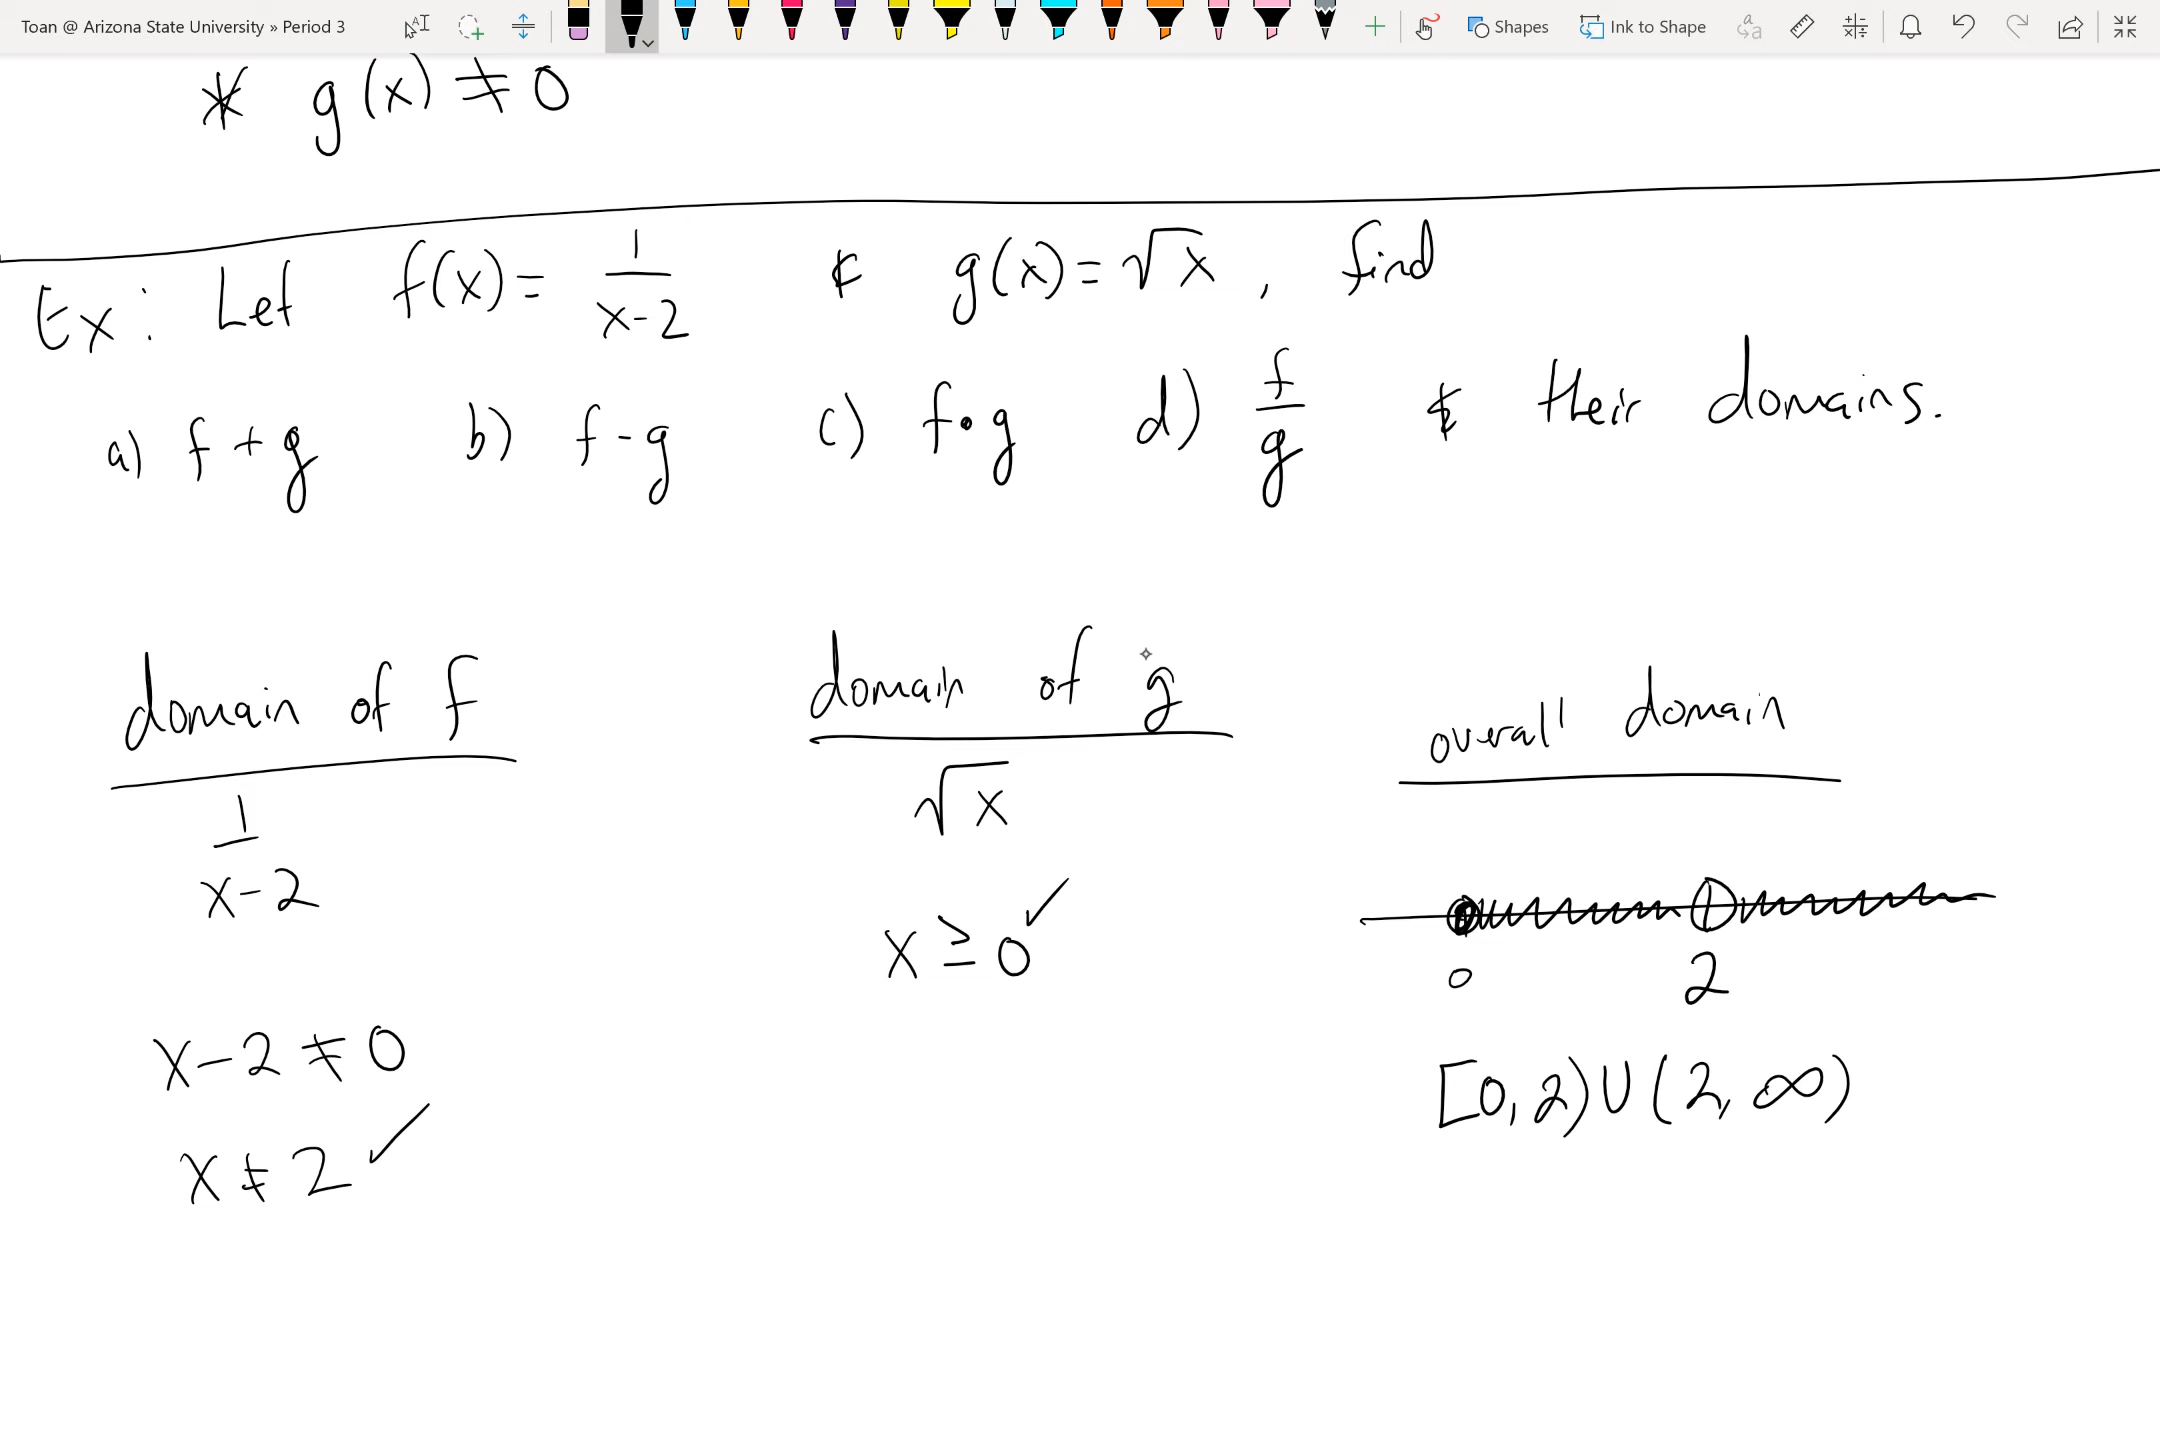 Toan @ Arizona State University » Period 3 Shapes Ink to Shape
* g(x) ≠ 0
Ex: Let f(x) = 1/(x-2) & g(x) = √x , find
a) f + g b) f - g c) f • g d) f/g & their domains.
domain of f domain of g overall domain
1/(x-2) √x
x ≥ 0 ✓
0 2
x-2 ≠ 0 [0, 2) ∪ (2, ∞)
x ≠ 2 ✓